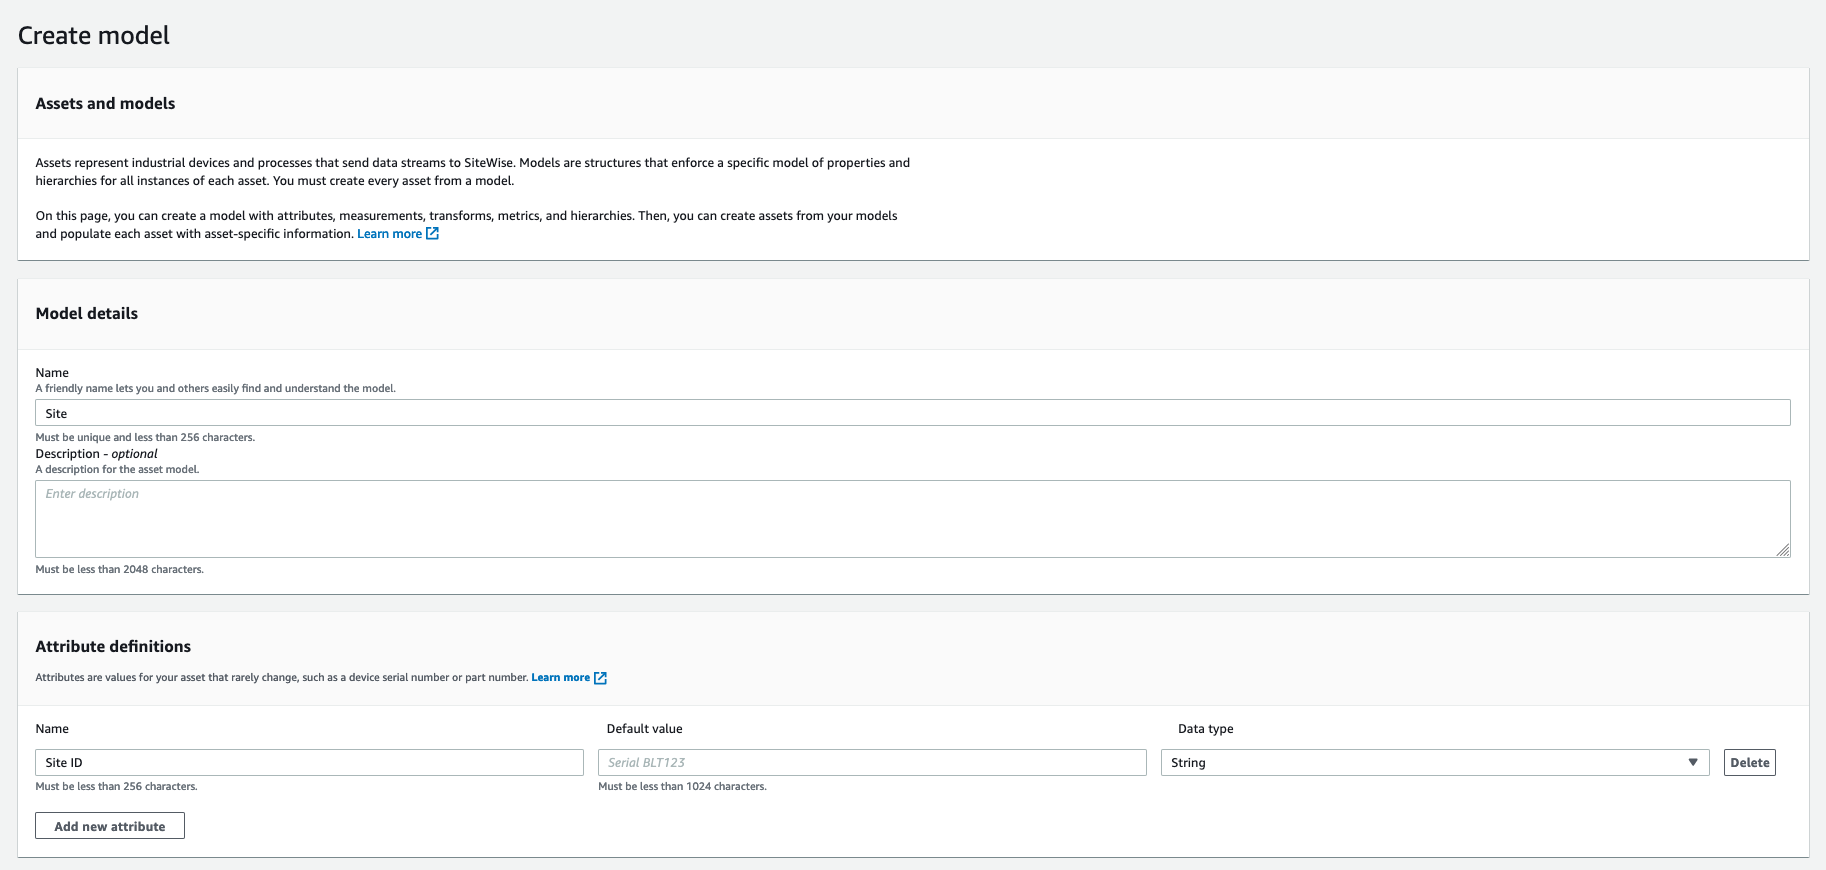 Create model
Assets and models
Assets represent industrial devices and processes that send data streams to SiteWise. Models are structures that enforce a specific model of properties and
hierarchies for all instances of each asset. You must create every asset from a model.
On this page, you can create a model with attributes, measurements, transforms, metrics, and hierarchies. Then, you can create assets from your models
and populate each asset with asset-specific information. Learn more
Model details
Name
A friendly name lets you and others easily find and understand the model.
Site
Must be unique and less than 256 characters.
Description - optional
A description for the asset model.
Enter description
Must be less than 2048 characters.
Attribute definitions
Attributes are values for your asset that rarely change, such as a device serial number or part number. Learn more
Name Default value Data type
Site ID Serial BLT123 String Delete
Must be less than 256 characters. Must be less than 1024 characters.
Add new attribute